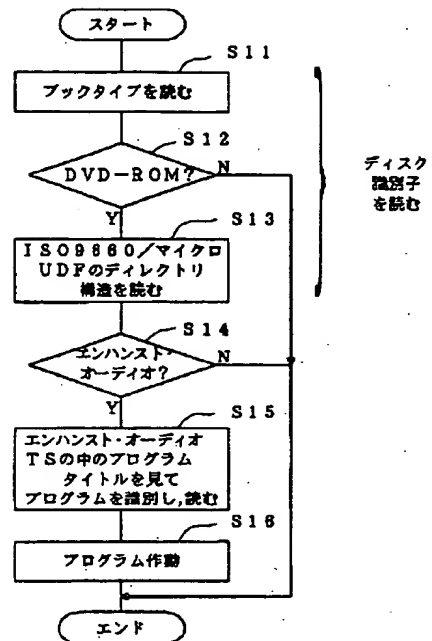 スタート
S11
ブックタイプを読む
S12
DVD-ROM?
N
Y
S13
ISO9660/マイクロ
UDFのディレクトリ
構造を読む
ディスク
識別子
を読む
S14
エンハンスト・
オーディオ?
N
Y
S15
エンハンスト・オーディオ
TSの中のプログラム
タイトルを見て
プログラムを識別し,読む
S16
プログラム作動
エンド